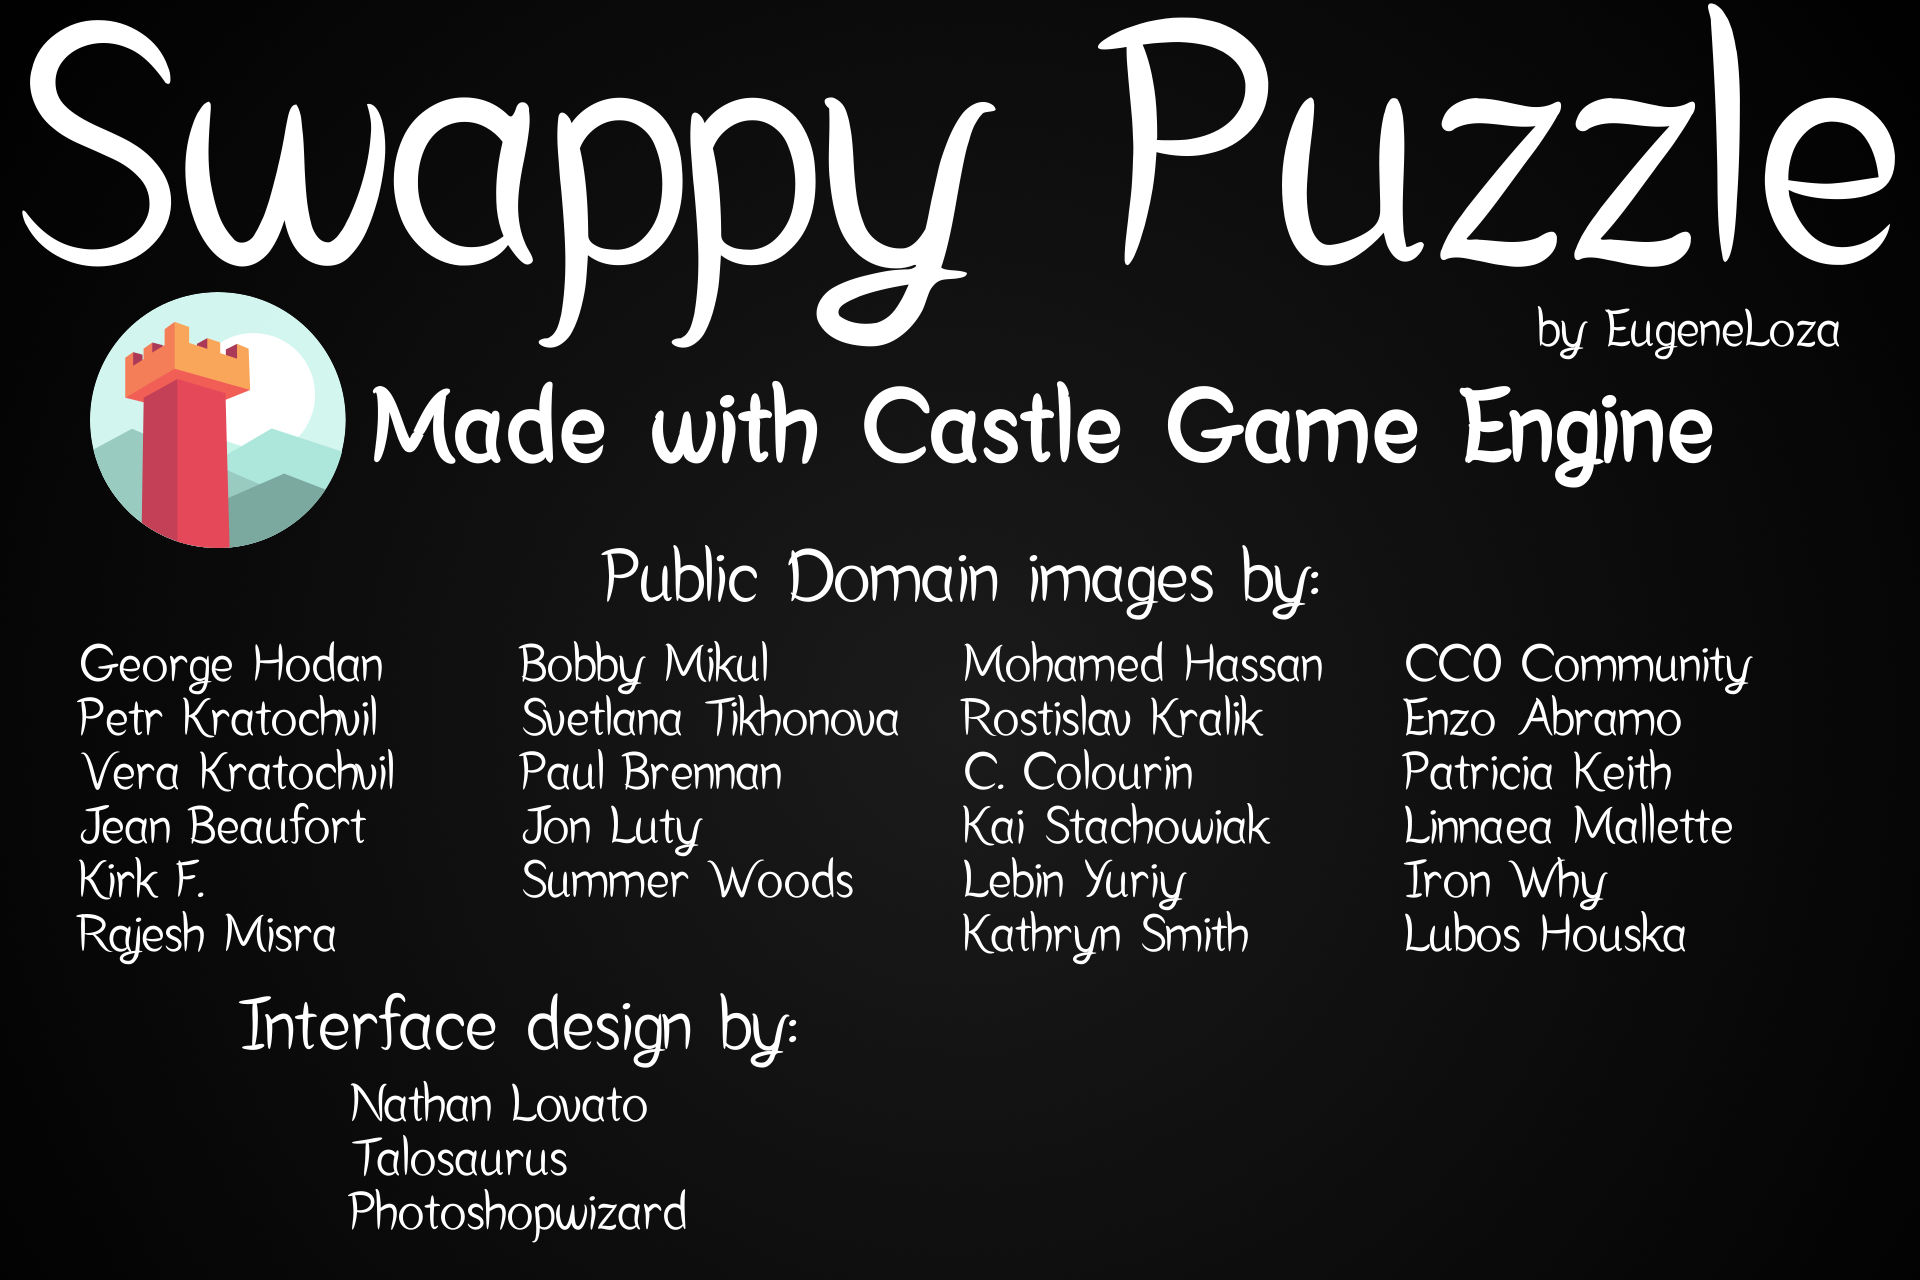 Swappy Puzzle
by EugeneLoza
Made with Castle Game Engine
Public Domain images by:
George Hodan
Petr Kratochvil
Vera Kratochvil
Jean Beaufort
Kirk F.
Rajesh Misra
Bobby Mikul
Svetlana Tikhonova
Paul Brennan
Jon Luty
Summer Woods
Mohamed Hassan
Rostislav Kralik
C. Colourin
Kai Stachowiak
Lebin Yuriy
Kathryn Smith
CC0 Community
Enzo Abramo
Patricia Keith
Linnaea Mallette
Iron Why
Lubos Houska
Interface design by:
Nathan Lovato
Talosaurus
Photoshopwizard